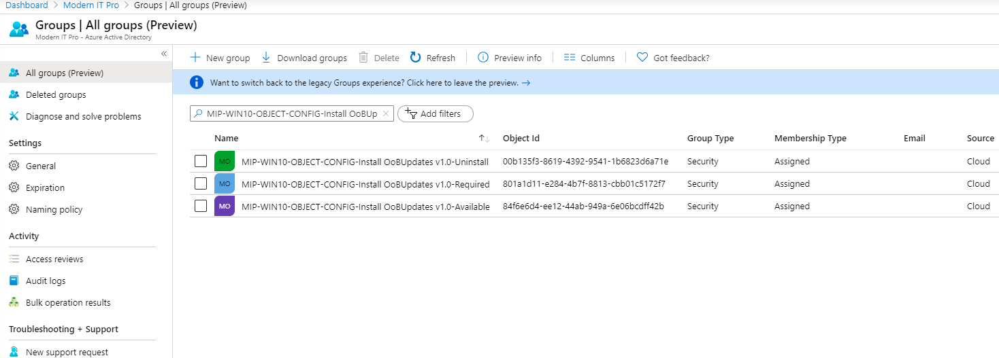 Dashboard > Modern IT Pro > Groups | All groups (Preview)
Groups | All groups (Preview)
Modern IT Pro - Azure Active Directory
«
All groups (Preview)
Deleted groups
Diagnose and solve problems
Settings
General
Expiration
Naming policy
Activity
Access reviews
Audit logs
Bulk operation results
Troubleshooting + Support
New support request
New group Download groups Delete Refresh Preview info Columns Got feedback?
Want to switch back to the legacy Groups experience? Click here to leave the preview. →
MIP-WIN10-OBJECT-CONFIG-Install OoBUp Add filters
Name Object Id Group Type Membership Type Email Source
MO MIP-WIN10-OBJECT-CONFIG-Install OoBUpdates v1.0-Uninstall 00b135f3-8619-4392-9541-1b6823d6a71e Security Assigned Cloud
MO MIP-WIN10-OBJECT-CONFIG-Install OoBUpdates v1.0-Required 801a1d11-e284-4b7f-8813-cbb01c5172f7 Security Assigned Cloud
MO MIP-WIN10-OBJECT-CONFIG-Install OoBUpdates v1.0-Available 84f6e6d4-ee12-44ab-949a-6e06bcdff42b Security Assigned Cloud